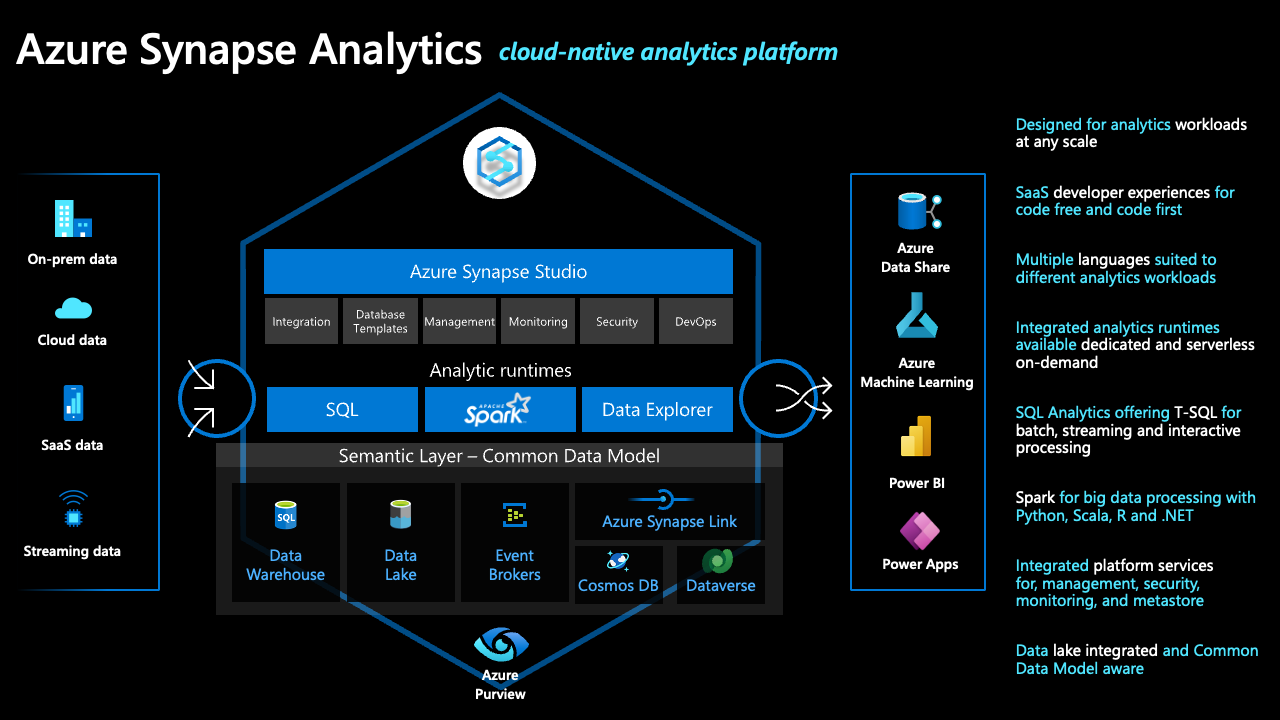 Azure Synapse Analytics cloud-native analytics platform
On-prem data
Cloud data
SaaS data
Streaming data
Azure Synapse Studio
Integration
Database
Templates
Management
Monitoring
Security
DevOps
Analytic runtimes
SQL
APACHE
Spark
Data Explorer
Semantic Layer – Common Data Model
SQL
Data
Warehouse
Data
Lake
Event
Brokers
Azure Synapse Link
Cosmos DB
Dataverse
Azure
Purview
Azure
Data Share
Azure
Machine Learning
Power BI
Power Apps
Designed for analytics workloads
at any scale
SaaS developer experiences for
code free and code first
Multiple languages suited to
different analytics workloads
Integrated analytics runtimes
available dedicated and serverless
on-demand
SQL Analytics offering T-SQL for
batch, streaming and interactive
processing
Spark for big data processing with
Python, Scala, R and .NET
Integrated platform services
for, management, security,
monitoring, and metastore
Data lake integrated and Common
Data Model aware